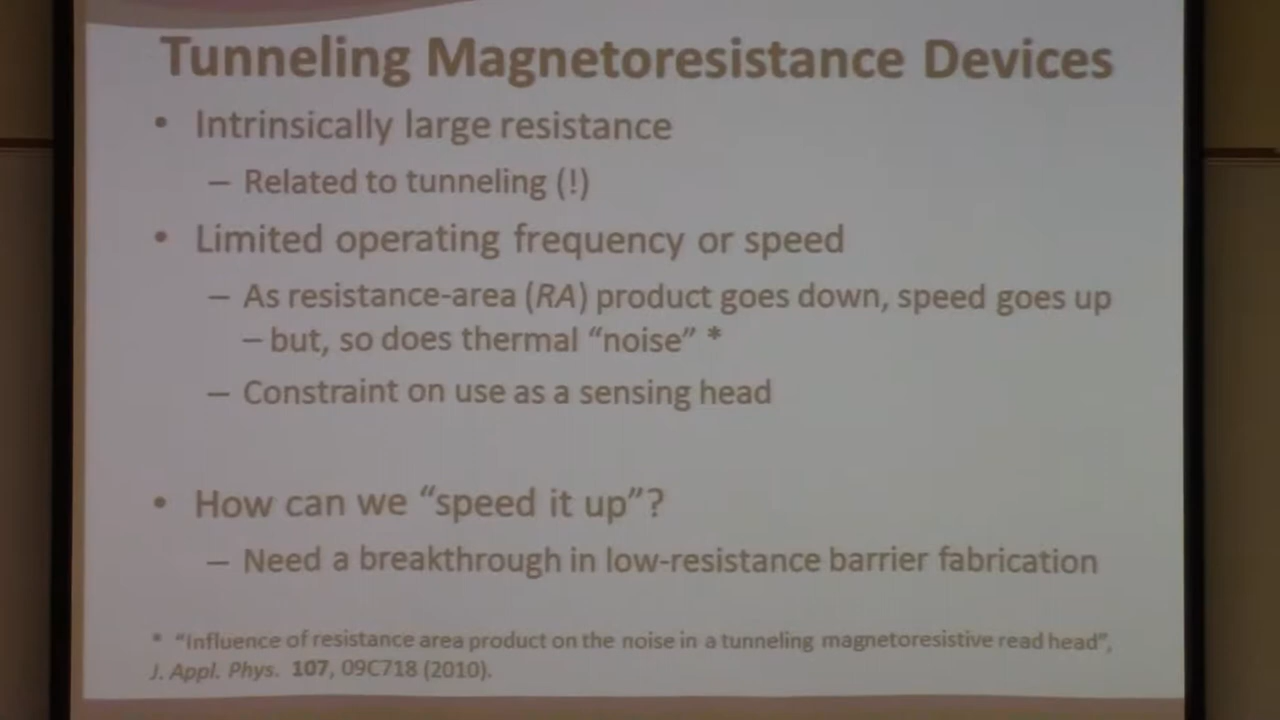 Tunneling Magnetoresistance Devices
• Intrinsically large resistance
– Related to tunneling (!)
• Limited operating frequency or speed
– As resistance-area (RA) product goes down, speed goes up
– but, so does thermal “noise” *
– Constraint on use as a sensing head
• How can we “speed it up”?
– Need a breakthrough in low-resistance barrier fabrication
* “Influence of resistance area product on the noise in a tunneling magnetoresistive read head”,
J. Appl. Phys. 107, 09C718 (2010).